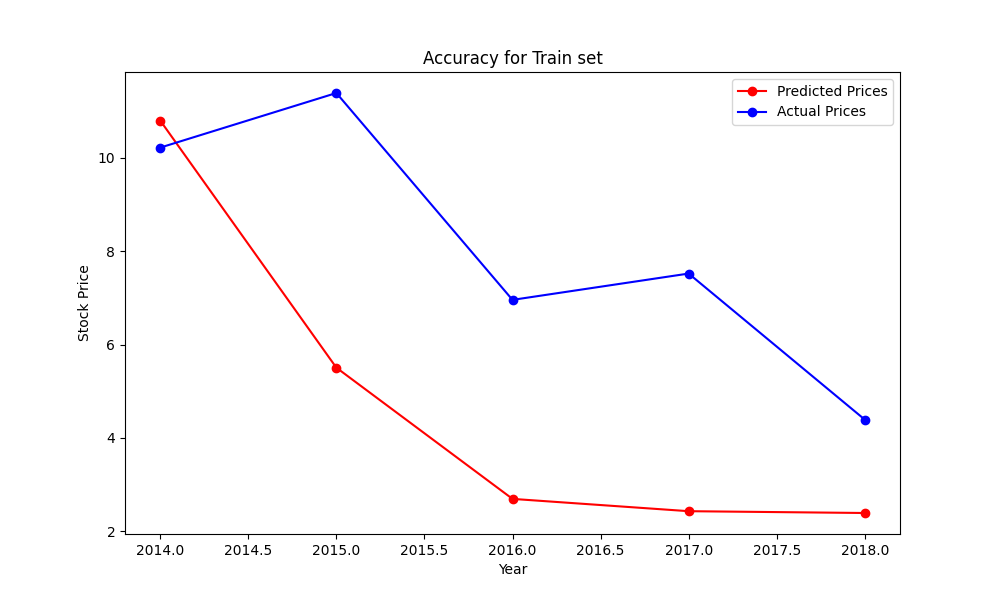 Accuracy for Train set
Predicted Prices
Actual Prices
10
8
6
4
2
Stock Price
2014.0 2014.5 2015.0 2015.5 2016.0 2016.5 2017.0 2017.5 2018.0
Year